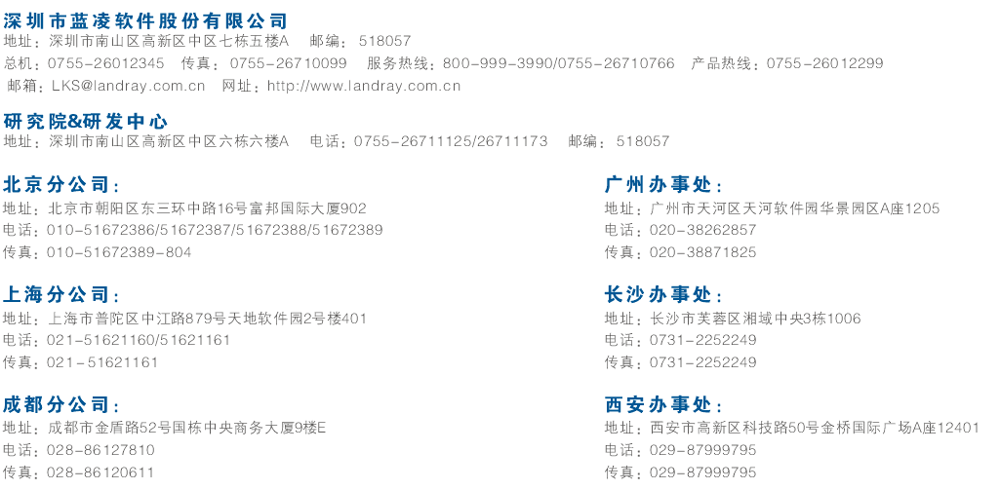 深圳市蓝凌软件股份有限公司
地址：深圳市南山区高新区中区七栋五楼A 邮编： 518057
总机：0755-26012345 传真： 0755-26710099 服务热线：800-999-3990/0755-26710766 产品热线：0755-26012299
邮箱：LKS@landray.com.cn 网址：http://www.landray.com.cn
研究院&研发中心
地址：深圳市南山区高新区中区六栋六楼A 电话：0755-26711125/26711173 邮编： 518057
北京分公司：
地址：北京市朝阳区东三环中路16号富邦国际大厦902
电话：010-51672386/51672387/51672388/51672389
传真：010-51672389-804
广州办事处：
地址：广州市天河区天河软件园华景园区A座1205
电话：020-38262857
传真：020-38871825
上海分公司：
地址：上海市普陀区中江路879号天地软件园2号楼401
电话：021-51621160/51621161
传真：021-51621161
长沙办事处：
地址：长沙市芙蓉区湘域中央3栋1006
电话：0731-2252249
传真：0731-2252249
成都分公司：
地址：成都市金盾路52号国栋中央商务大厦9楼E
电话：028-86127810
传真：028-86120611
西安办事处：
地址：西安市高新区科技路50号金桥国际广场A座12401
电话：029-87999795
传真：029-87999795